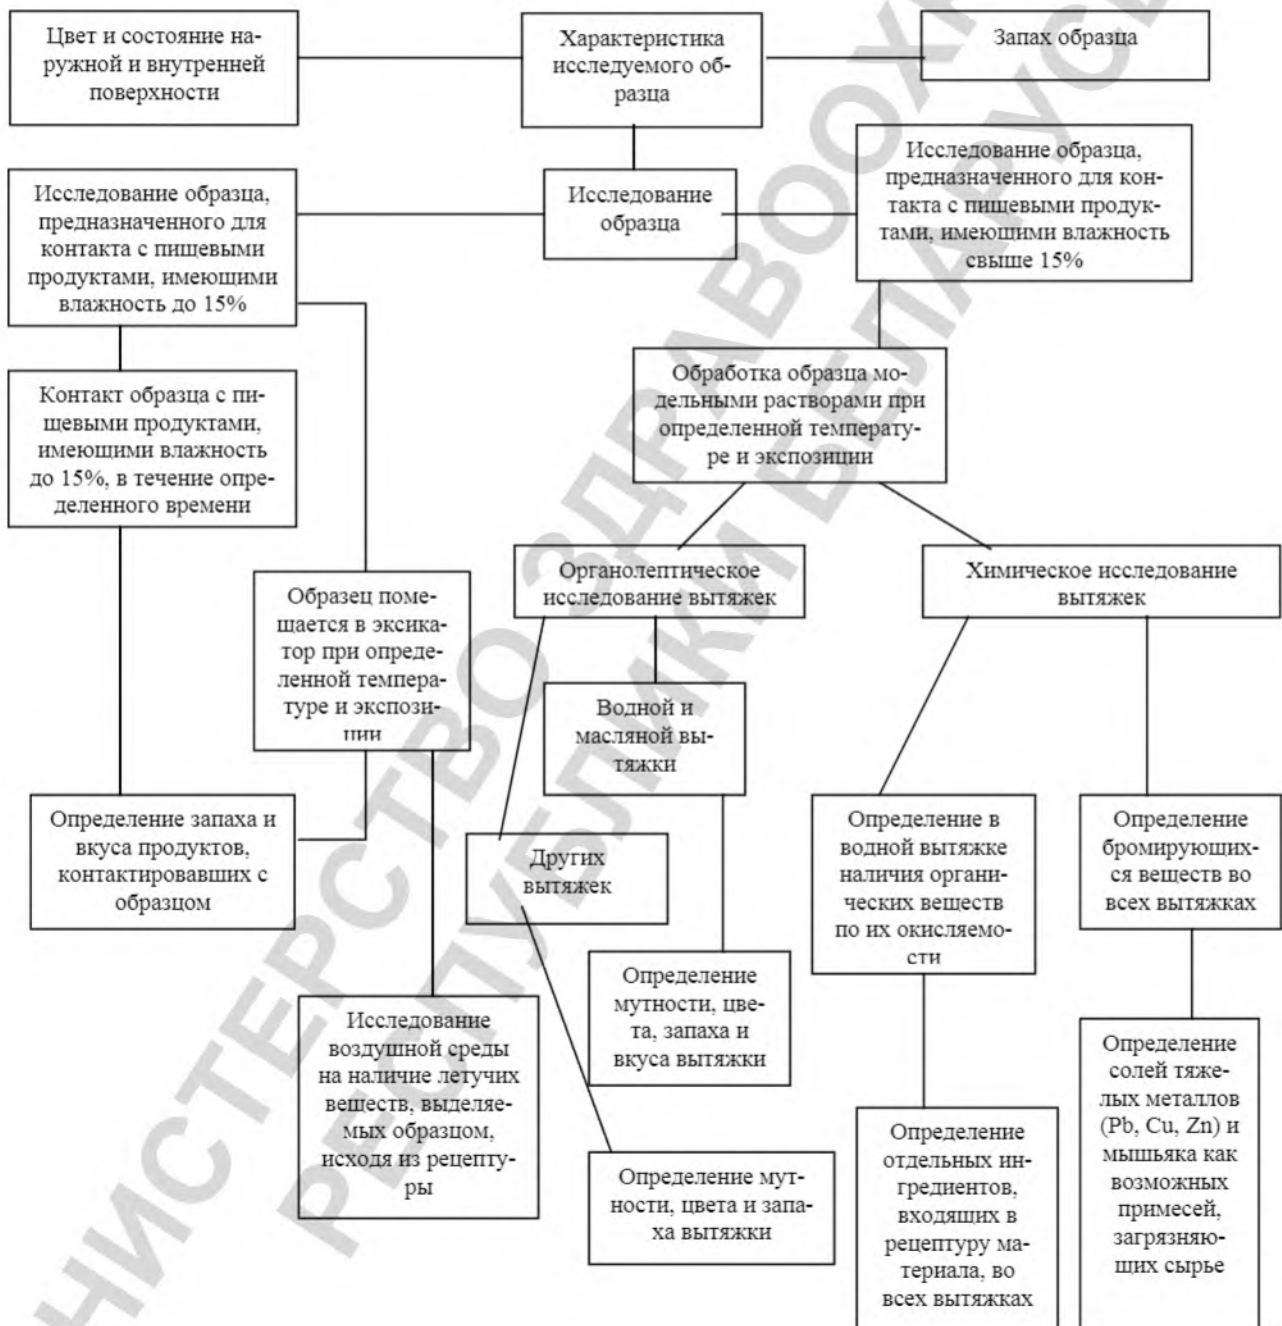 Цвет и состояние на-
ружной и внутренней
поверхности
Характеристика
исследуемого об-
разца
Запах образца
Исследование образца,
предназначенного для
контакта с пищевыми
продуктами, имеющими
влажность до 15%
Исследование
образца
Исследование образца,
предназначенного для кон-
такта с пищевыми продук-
тами, имеющими влажность
свыше 15%
Контакт образца с пи-
щевыми продуктами,
имеющими влажность
до 15%, в течение опре-
деленного времени
Обработка образца мо-
дельными растворами при
определенной температу-
ре и экспозиции
Образец поме-
щается в эксика-
тор при опреде-
ленной темпера-
туре и экспози-
ции
Органолептическое
исследование вытяжек
Химическое исследование
вытяжек
Водной и
масляной вы-
тяжки
Определение запаха и
вкуса продуктов,
контактировавших с
образцом
Других
вытяжек
Определение в
водной вытяжке
наличия органи-
ческих веществ
по их окисляемо-
сти
Определение
бромирующих-
ся веществ во
всех вытяжках
Исследование
воздушной среды
на наличие летучих
веществ, выделяе-
мых образцом,
исходя из рецепту-
ры
Определение
мутности, цве-
та, запаха и
вкуса вытяжки
Определение мут-
ности, цвета и запа-
ха вытяжки
Определение
отдельных ин-
гредиентов,
входящих в
рецептуру ма-
териала, во
всех вытяжках
Определение
солей тяже-
лых металлов
(Pb, Cu, Zn) и
мышьяка как
возможных
примесей,
загрязняю-
щих сырье
НИСТЕРСТВО ЗДРАВООХР
РЕСПУБЛИКИ БЕЛАРУСЬ